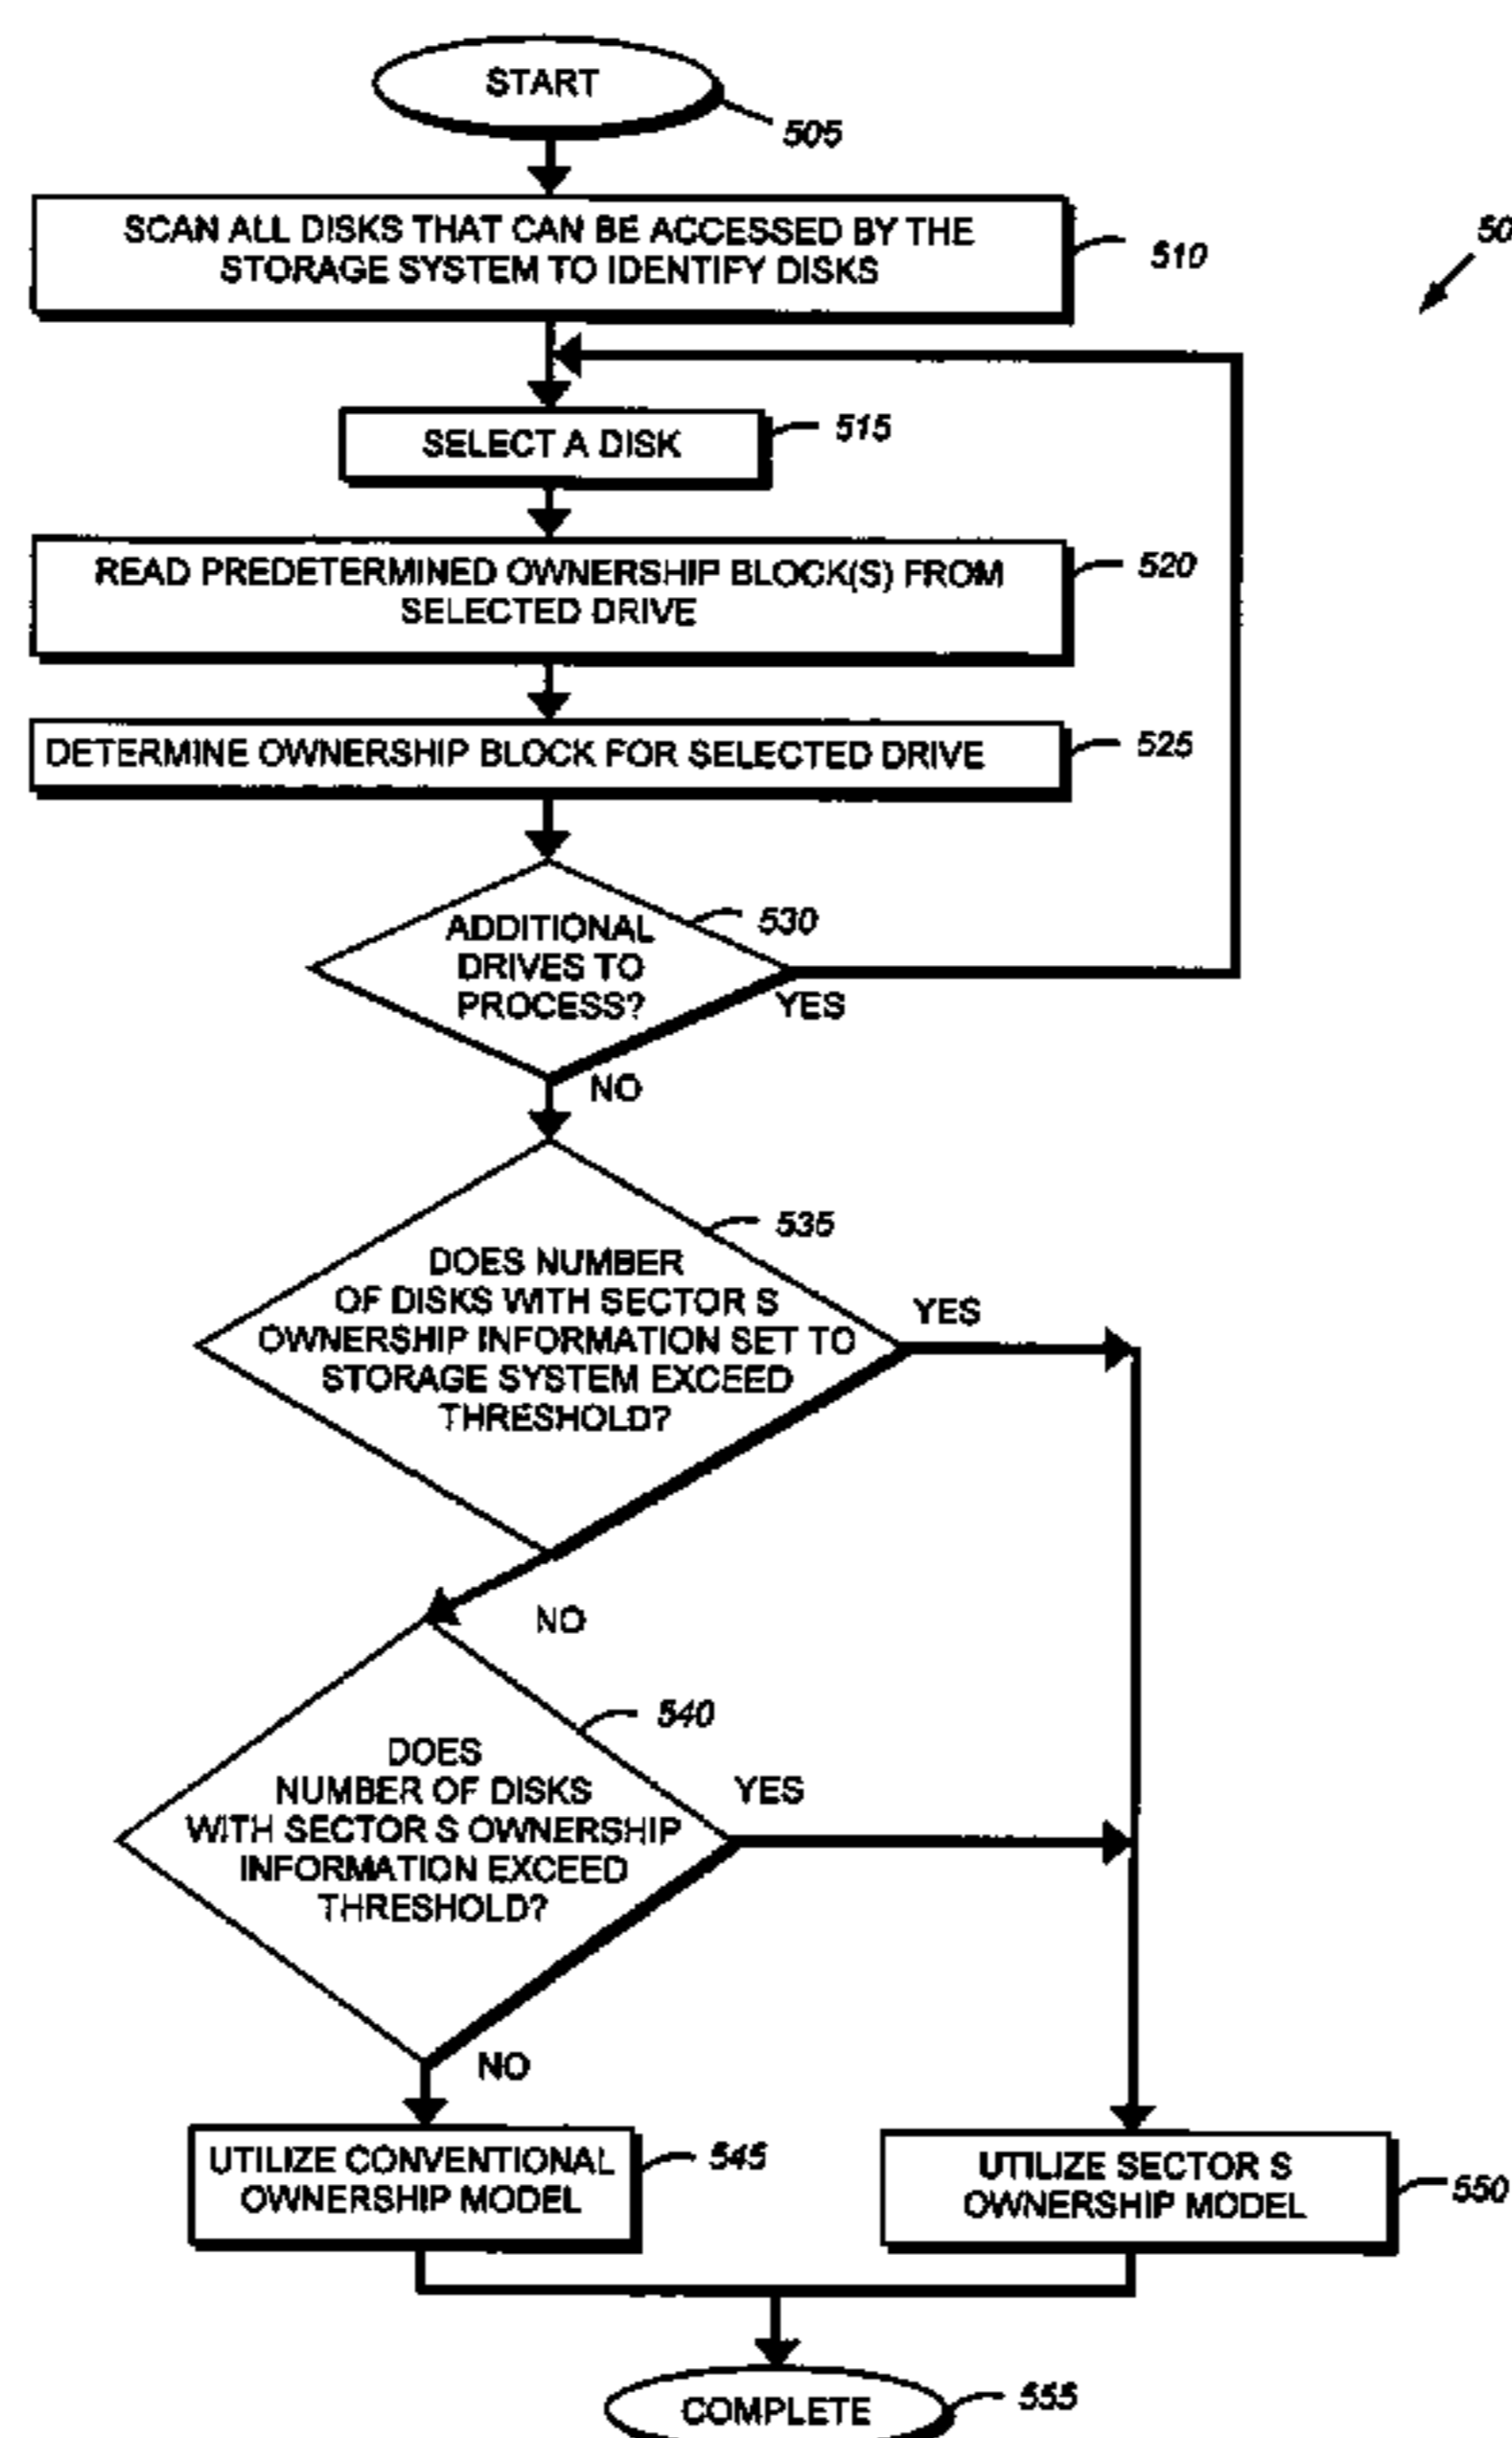 START
505
SCAN ALL DISKS THAT CAN BE ACCESSED BY THE
STORAGE SYSTEM TO IDENTIFY DISKS
510
50
SELECT A DISK
515
READ PREDETERMINED OWNERSHIP BLOCK(S) FROM
SELECTED DRIVE
520
DETERMINE OWNERSHIP BLOCK FOR SELECTED DRIVE
525
ADDITIONAL
DRIVES TO
PROCESS?
530
YES
NO
535
DOES NUMBER
OF DISKS WITH SECTOR S
OWNERSHIP INFORMATION SET TO
STORAGE SYSTEM EXCEED
THRESHOLD?
YES
NO
540
DOES
NUMBER OF DISKS
WITH SECTOR S OWNERSHIP
INFORMATION EXCEED
THRESHOLD?
YES
NO
UTILIZE CONVENTIONAL
OWNERSHIP MODEL
545
UTILIZE SECTOR S
OWNERSHIP MODEL
550
COMPLETE
555